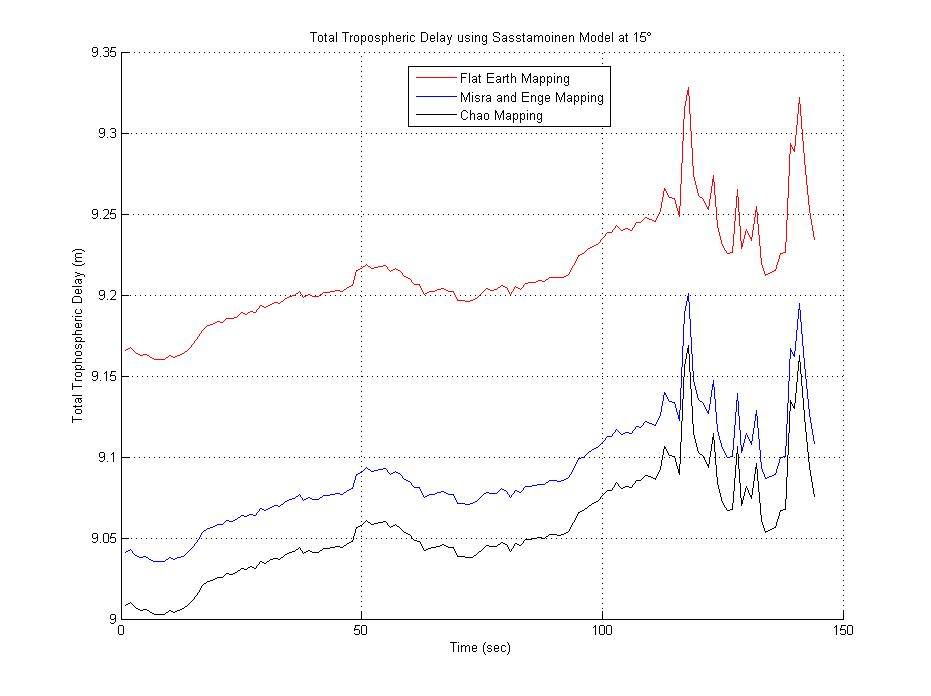 Total Tropospheric Delay using Sasstamoinen Model at 15°
9.35
9.3
9.25
9.2
9.15
9.1
9.05
9
Total Trophospheric Delay (m)
Flat Earth Mapping
Misra and Enge Mapping
Chao Mapping
0 50 100 150
Time (sec)